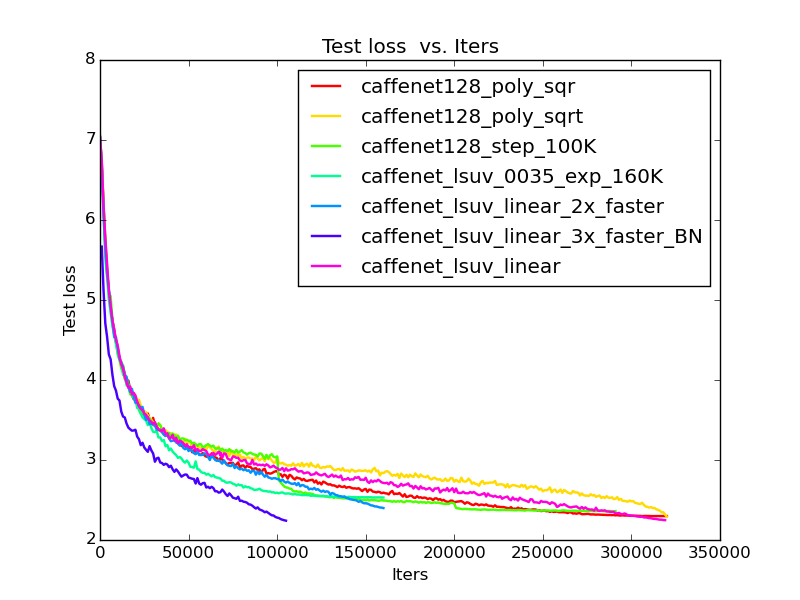 Test loss  vs. Iters
8
7
6
5
4
3
2
Test loss
caffenet128_poly_sqr
caffenet128_poly_sqrt
caffenet128_step_100K
caffenet_lsuv_0035_exp_160K
caffenet_lsuv_linear_2x_faster
caffenet_lsuv_linear_3x_faster_BN
caffenet_lsuv_linear
0 50000 100000 150000 200000 250000 300000 350000
Iters